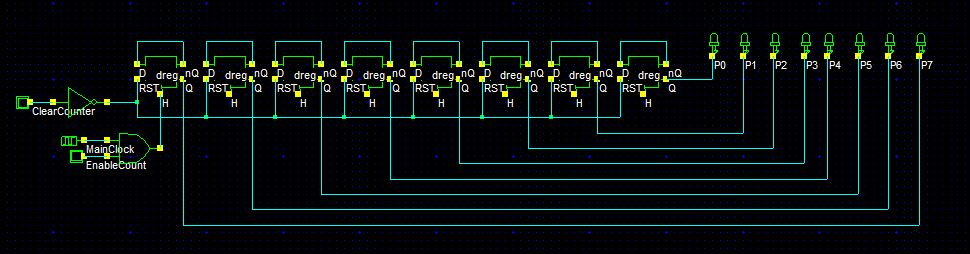 P0 P1 P2 P3 P4 P5 P6 P7
D dreg nQ D dreg nQ D dreg nQ D dreg nQ D dreg nQ D dreg nQ D dreg nQ D dreg nQ
RST Q RST Q RST Q RST Q RST Q RST Q RST Q RST Q
H H H H H H H H
ClearCounter
MainClock
EnableCount